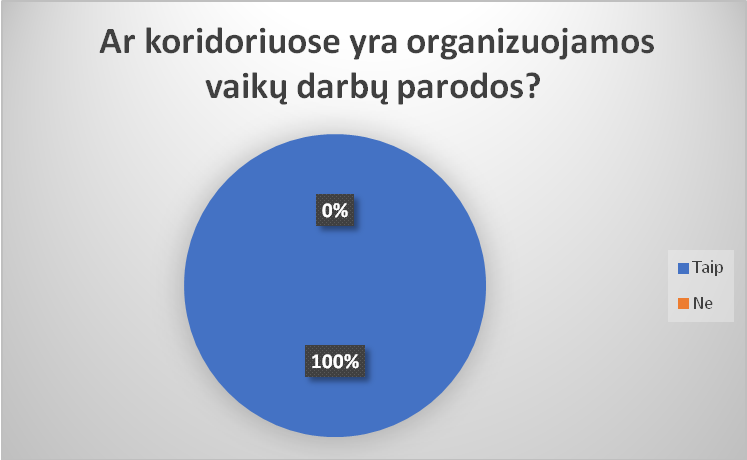 Ar koridoriuose yra organizuojamos
vaikų darbų parodos?
0%
100%
Taip
Ne